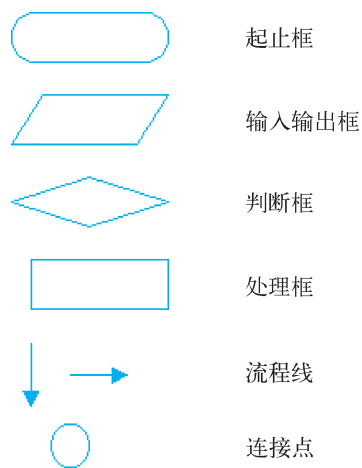 起止框
输入输出框
判断框
处理框
流程线
连接点